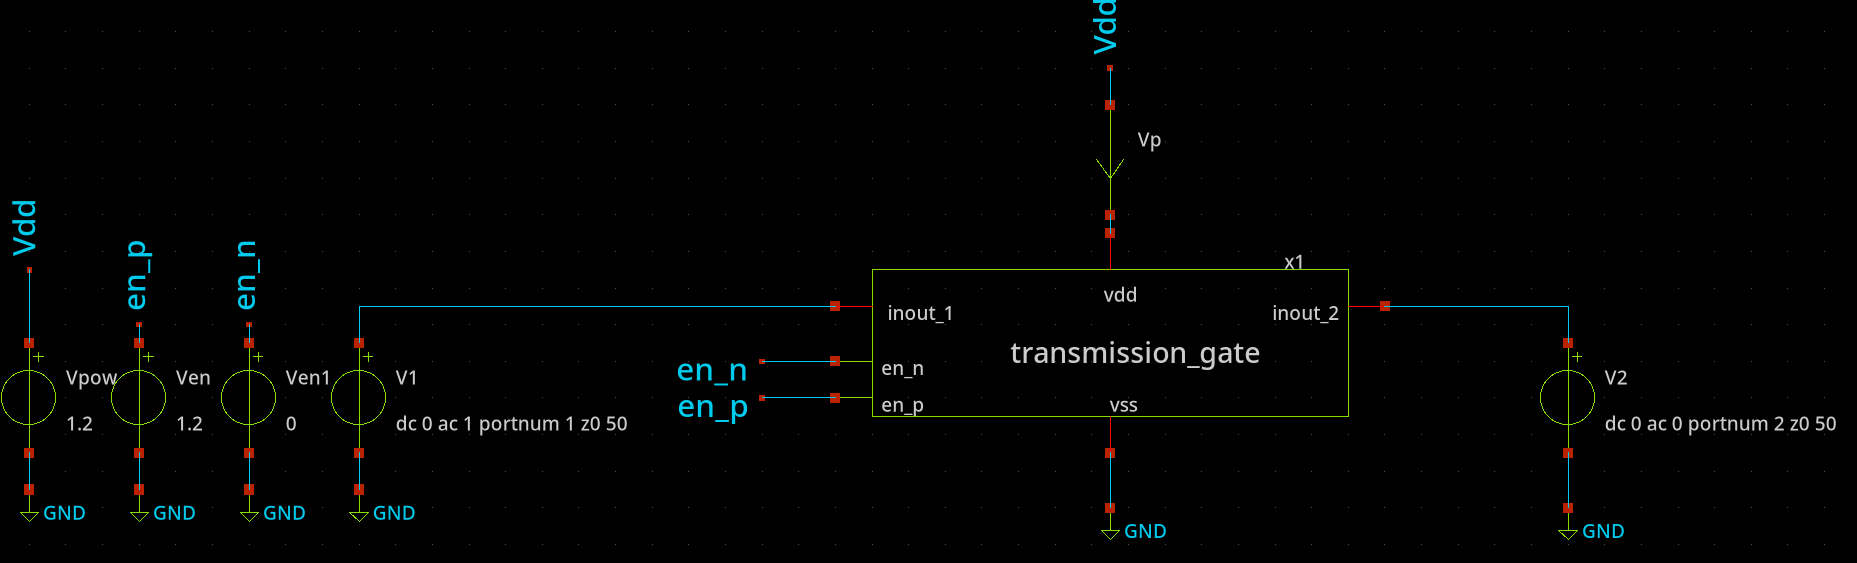 Vdd
Vp
Vdd
en_p
en_n
x1
vdd
inout_1
inout_2
transmission_gate
en_n
en_n
en_p
en_p
vss
+
Vpow
1.2
+
Ven
1.2
+
Ven1
0
+
V1
dc 0 ac 1 portnum 1 z0 50
+
V2
dc 0 ac 0 portnum 2 z0 50
GND
GND
GND
GND
GND
GND